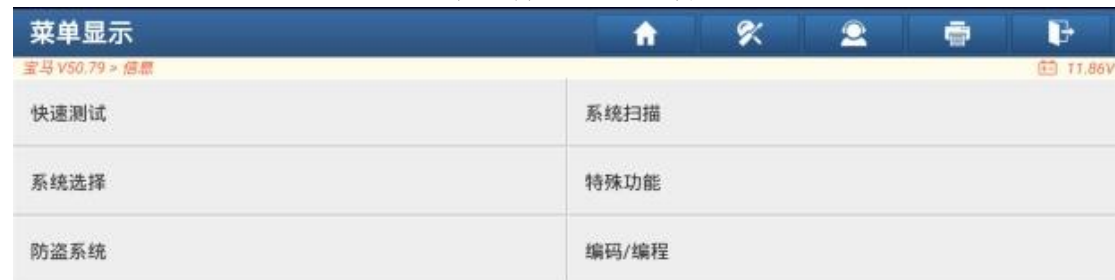 菜单显示
宝马 V50.79 > 信息
11.86V
快速测试
系统扫描
系统选择
特殊功能
防盗系统
编码/编程